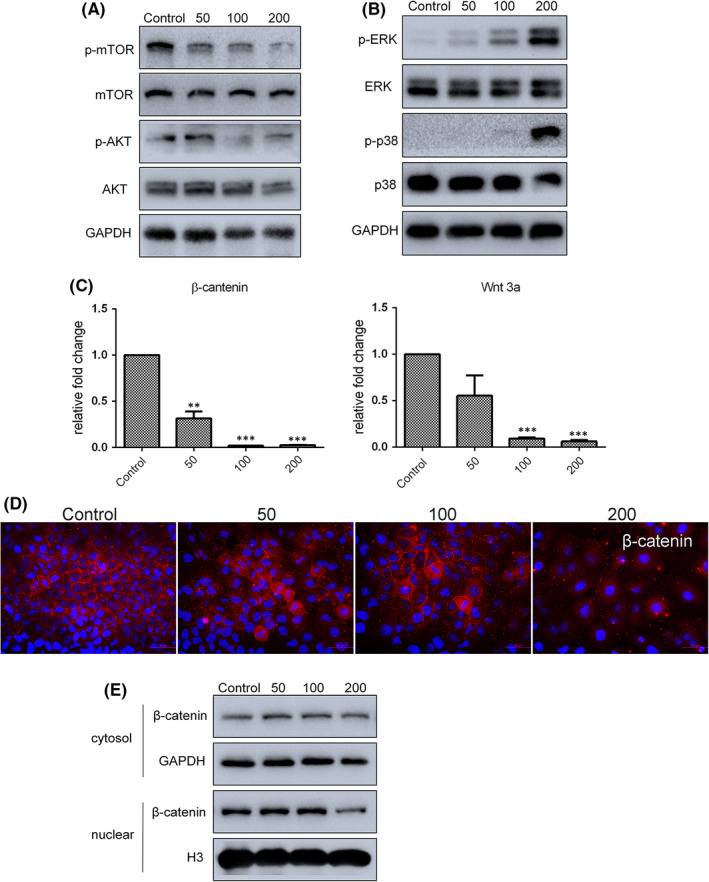 (A)
Control 50 100 200
p-mTOR
mTOR
p-AKT
AKT
GAPDH
(B)
Control 50 100 200
p-ERK
ERK
p-p38
p38
GAPDH
(C)
β-cantenin
relative fold change
1.5
1.0
0.5
0.0
**
***
***
Control 50 100 200
Wnt 3a
relative fold change
1.5
1.0
0.5
0.0
***
***
Control 50 100 200
(D)
Control 50 100 200
β-catenin
(E)
Control 50 100 200
cytosol
β-catenin
GAPDH
nuclear
β-catenin
H3